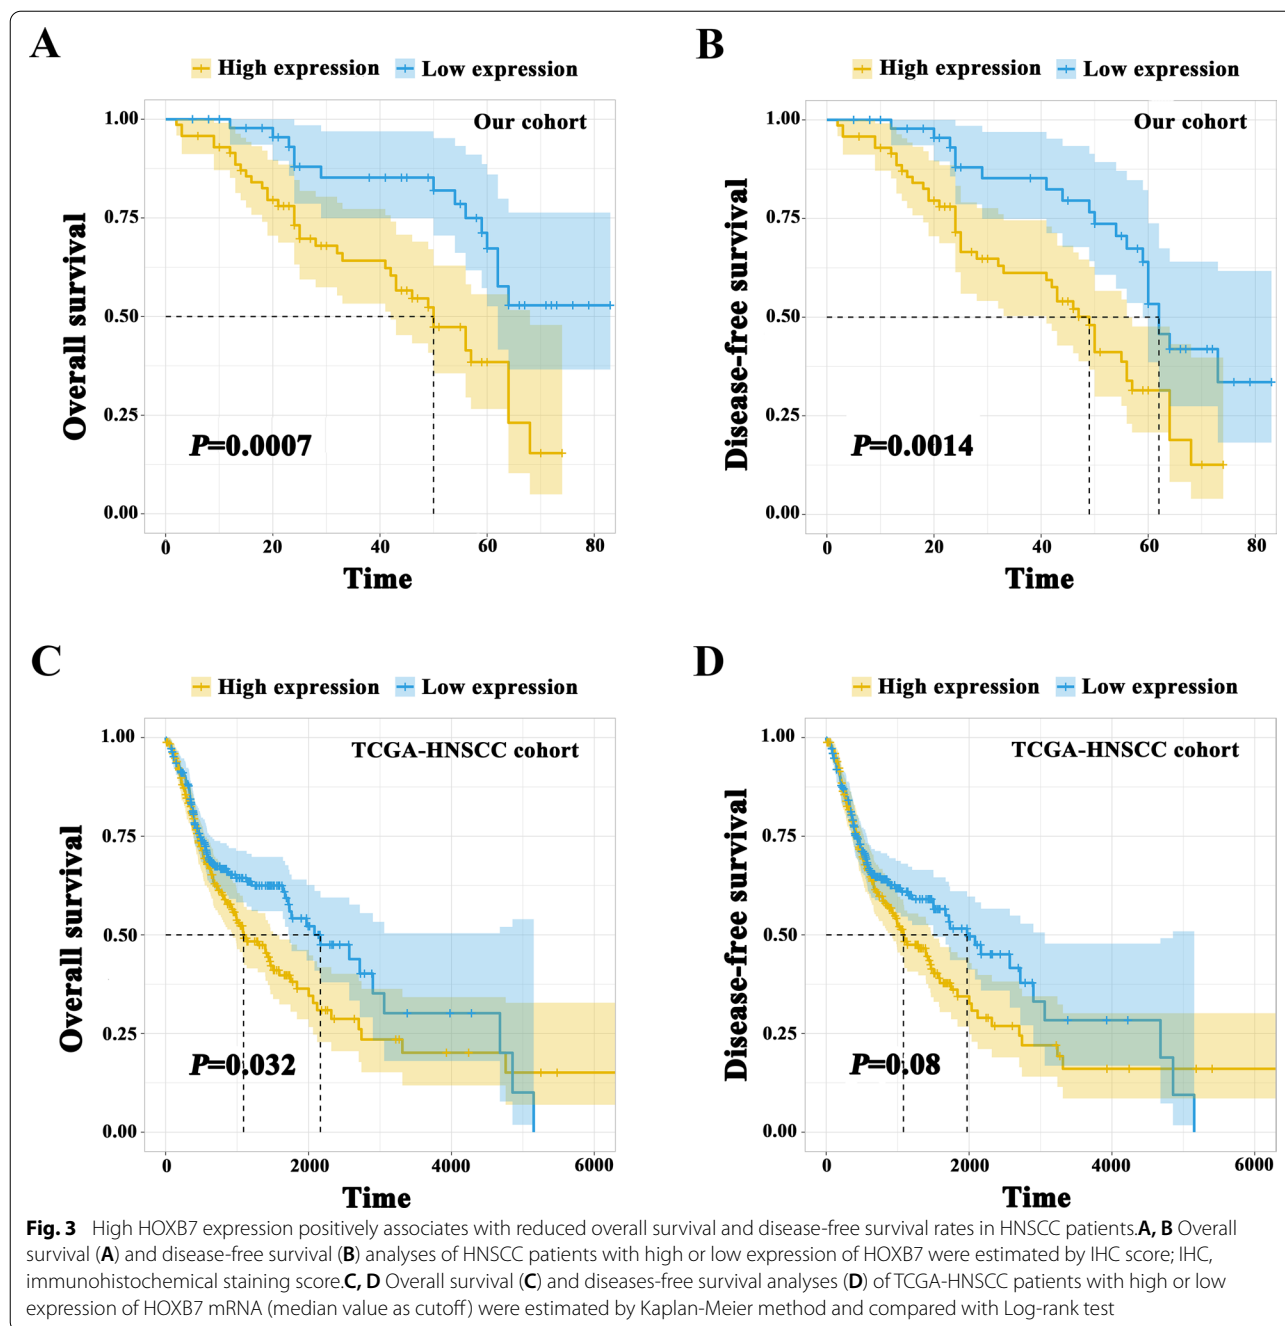 A
High expression Low expression
Our cohort
Overall survival
1.00
0.75
0.50
0.25
0.00
P=0.0007
0 20 40 60 80
Time
B
High expression Low expression
Our cohort
Disease-free survival
1.00
0.75
0.50
0.25
0.00
P=0.0014
0 20 40 60 80
Time
C
High expression Low expression
TCGA-HNSCC cohort
Overall survival
1.00
0.75
0.50
0.25
0.00
P=0.032
0 2000 4000 6000
Time
D
High expression Low expression
TCGA-HNSCC cohort
Disease-free survival
1.00
0.75
0.50
0.25
0.00
P=0.08
0 2000 4000 6000
Time
Fig. 3 High HOXB7 expression positively associates with reduced overall survival and disease-free survival rates in HNSCC patients.A, B Overall
survival (A) and disease-free survival (B) analyses of HNSCC patients with high or low expression of HOXB7 were estimated by IHC score; IHC,
immunohistochemical staining score.C, D Overall survival (C) and diseases-free survival analyses (D) of TCGA-HNSCC patients with high or low
expression of HOXB7 mRNA (median value as cutoff) were estimated by Kaplan-Meier method and compared with Log-rank test